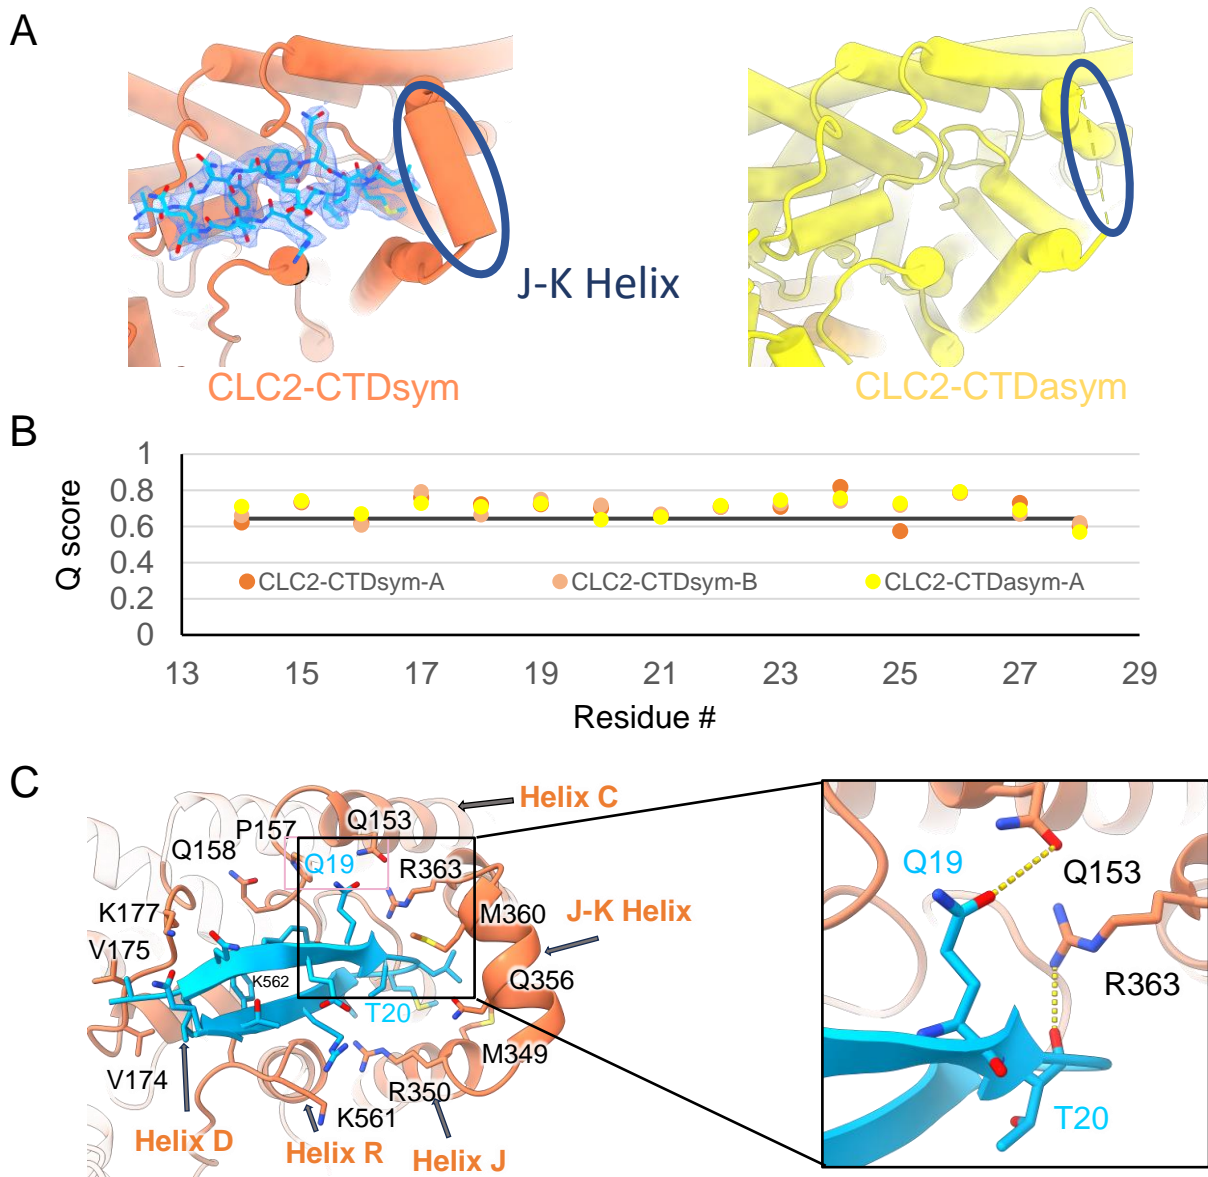 A
J-K Helix
CLC2-CTDsym
CLC2-CTDasym
B
1
0.8
0.6
0.4
0.2
0
Q score
CLC2-CTDsym-A
CLC2-CTDsym-B
CLC2-CTDasym-A
13 15 17 19 21 23 25 27 29
Residue #
C
Helix C
P157
Q153
Q158
Q19
R363
K177
M360
J-K Helix
V175
K562
Q356
T20
M349
V174
R350
K561
Helix D
Helix R
Helix J
Q19
Q153
R363
T20